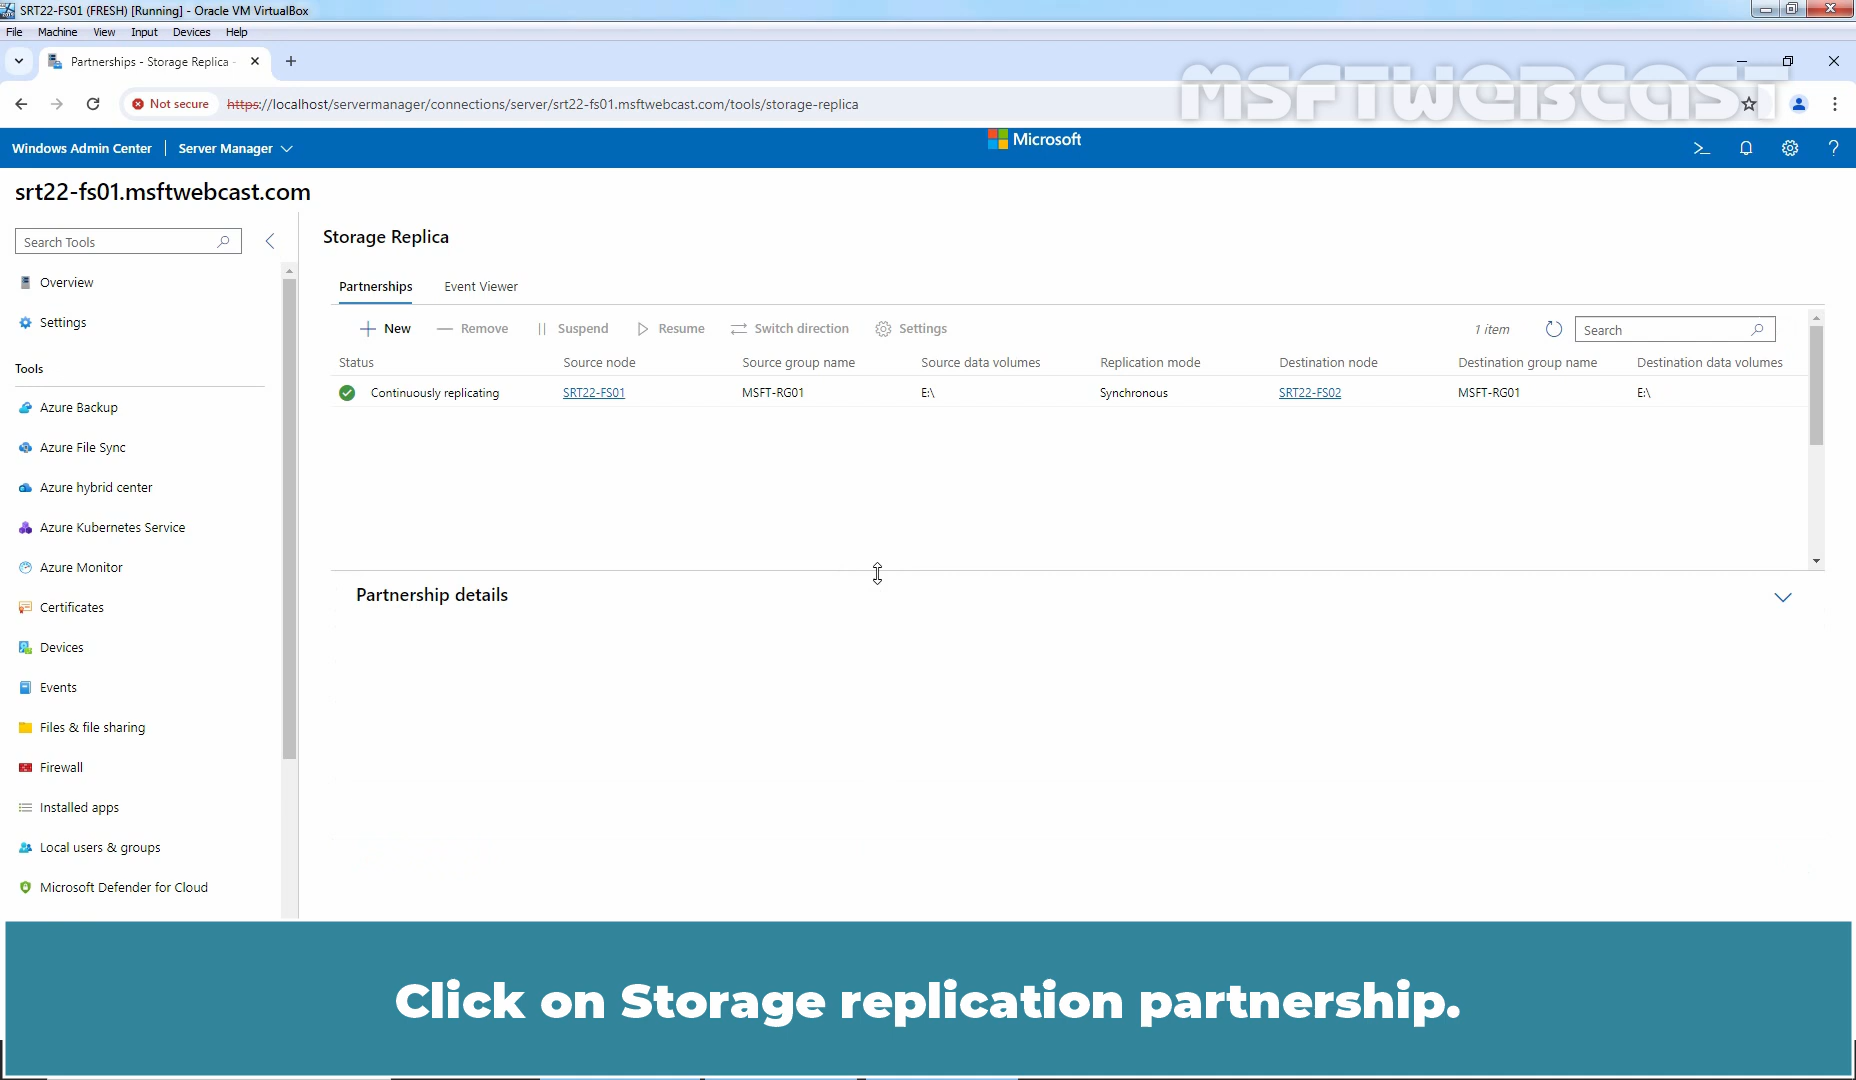 SRT22-FS01 (FRESH) [Running] - Oracle VM VirtualBox
File Machine View Input Devices Help
Partnerships - Storage Replica -
Not secure https://localhost/servermanager/connections/server/srt22-fs01.msftwebcast.com/tools/storage-replica
MSFTWEBCAST
Windows Admin Center Server Manager Microsoft
srt22-fs01.msftwebcast.com
Search Tools
Overview
Settings
Tools
Azure Backup
Azure File Sync
Azure hybrid center
Azure Kubernetes Service
Azure Monitor
Certificates
Devices
Events
Files & file sharing
Firewall
Installed apps
Local users & groups
Microsoft Defender for Cloud
Storage Replica
Partnerships Event Viewer
New Remove Suspend Resume Switch direction Settings 1 item Search
Status Source node Source group name Source data volumes Replication mode Destination node Destination group name Destination data volumes
Continuously replicating SRT22-FS01 MSFT-RG01 E:\ Synchronous SRT22-FS02 MSFT-RG01 E:\
Partnership details
Click on Storage replication partnership.